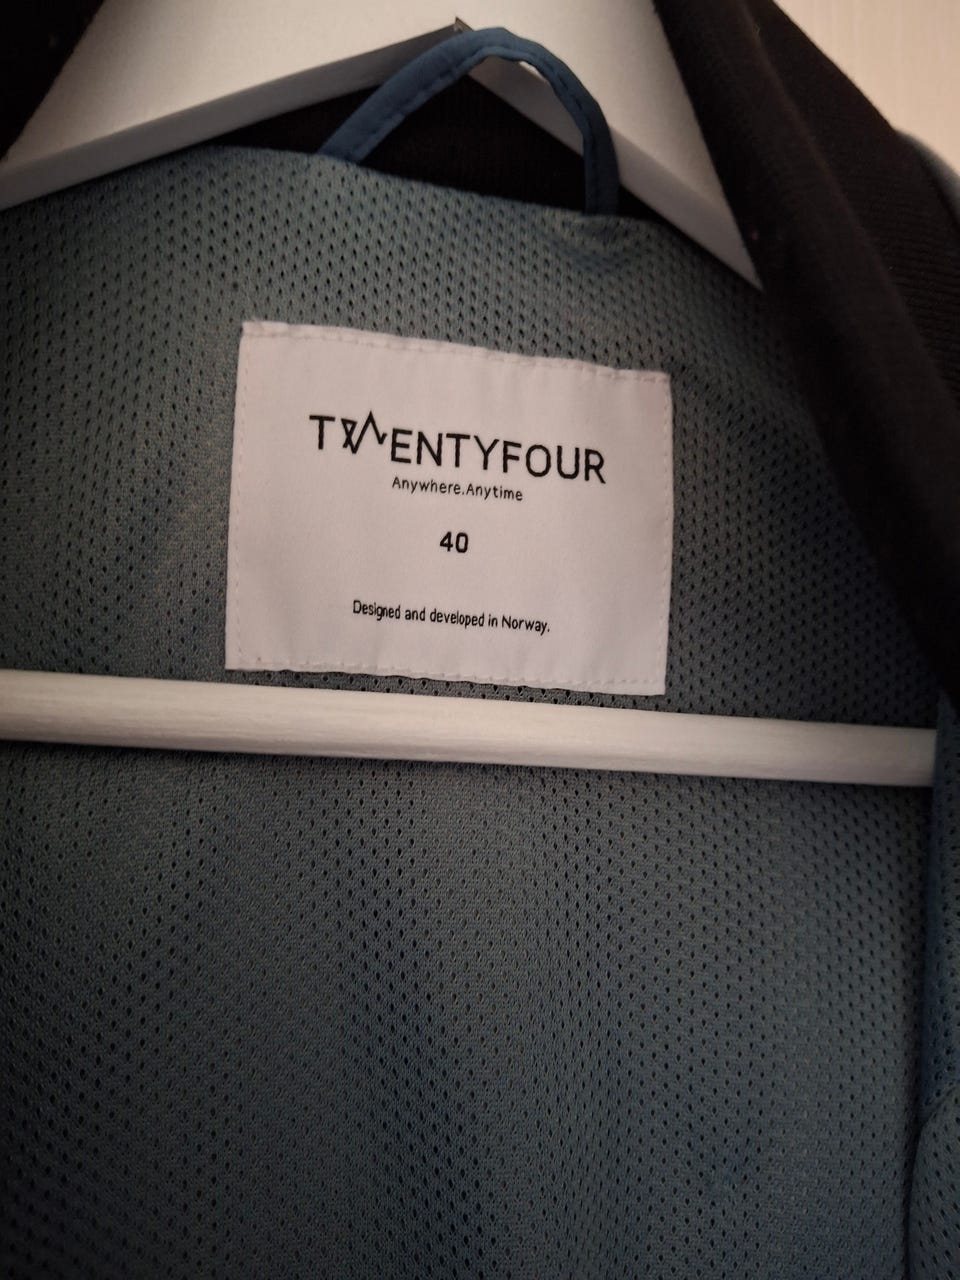 TWENTYFOUR
Anywhere.Anytime
40
Designed and developed in Norway.